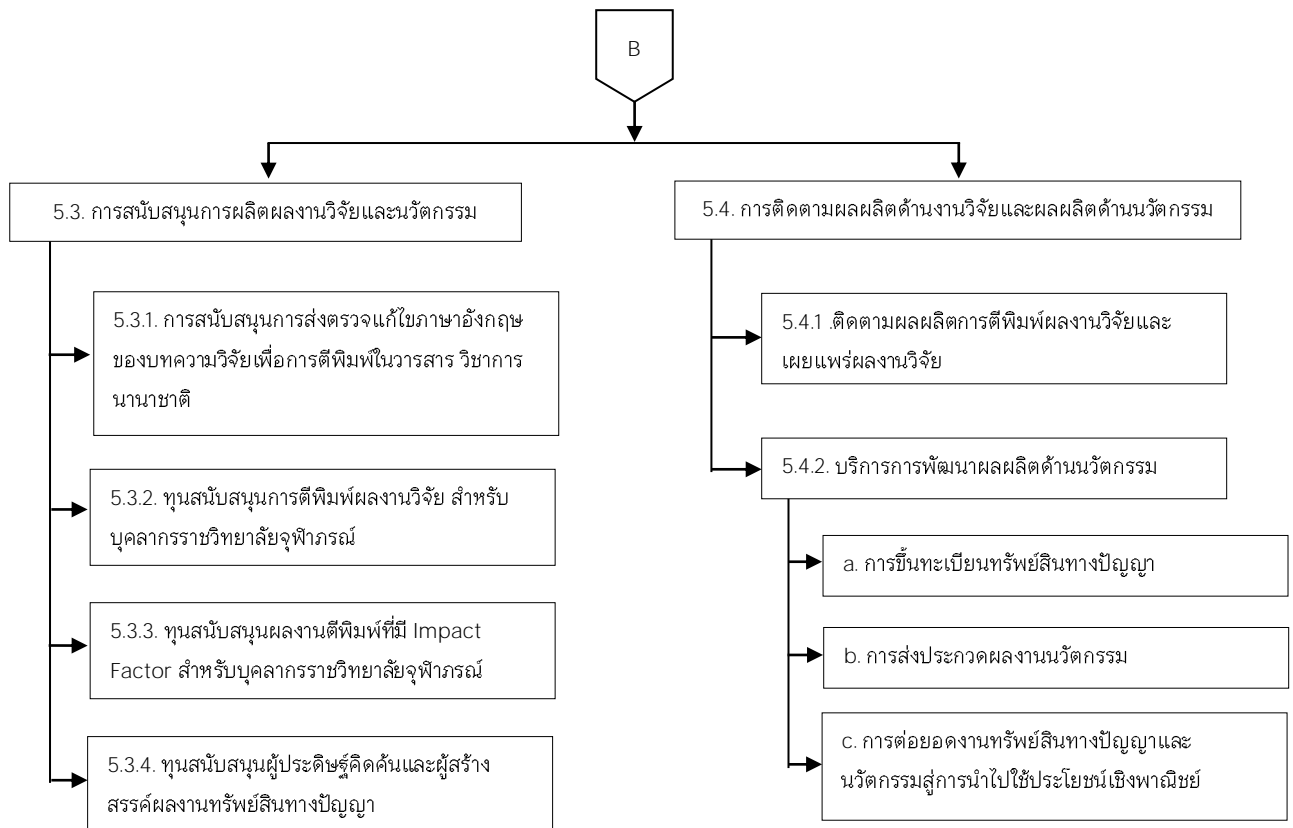 B
5.3. การสนับสนุนการผลิตผลงานวิจัยและนวัตกรรม
5.3.1. การสนับสนุนการส่งตรวจแก้ไขภาษาอังกฤษ
ของบทความวิจัยเพื่อการตีพิมพ์ในวารสาร วิชาการ
นานาชาติ
5.3.2. ทุนสนับสนุนการตีพิมพ์ผลงานวิจัย สำหรับ
บุคลากรราชวิทยาลัยจุฬาภรณ์
5.3.3. ทุนสนับสนุนผลงานตีพิมพ์ที่มี Impact
Factor สำหรับบุคลากรราชวิทยาลัยจุฬาภรณ์
5.3.4. ทุนสนับสนุนผู้ประดิษฐ์คิดค้นและผู้สร้าง
สรรค์ผลงานทรัพย์สินทางปัญญา
5.4. การติดตามผลผลิตด้านงานวิจัยและผลผลิตด้านนวัตกรรม
5.4.1 .ติดตามผลผลิตการตีพิมพ์ผลงานวิจัยและ
เผยแพร่ผลงานวิจัย
5.4.2. บริการการพัฒนาผลผลิตด้านนวัตกรรม
a. การขึ้นทะเบียนทรัพย์สินทางปัญญา
b. การส่งประกวดผลงานนวัตกรรม
c. การต่อยอดงานทรัพย์สินทางปัญญาและ
นวัตกรรมสู่การนำไปใช้ประโยชน์เชิงพาณิชย์